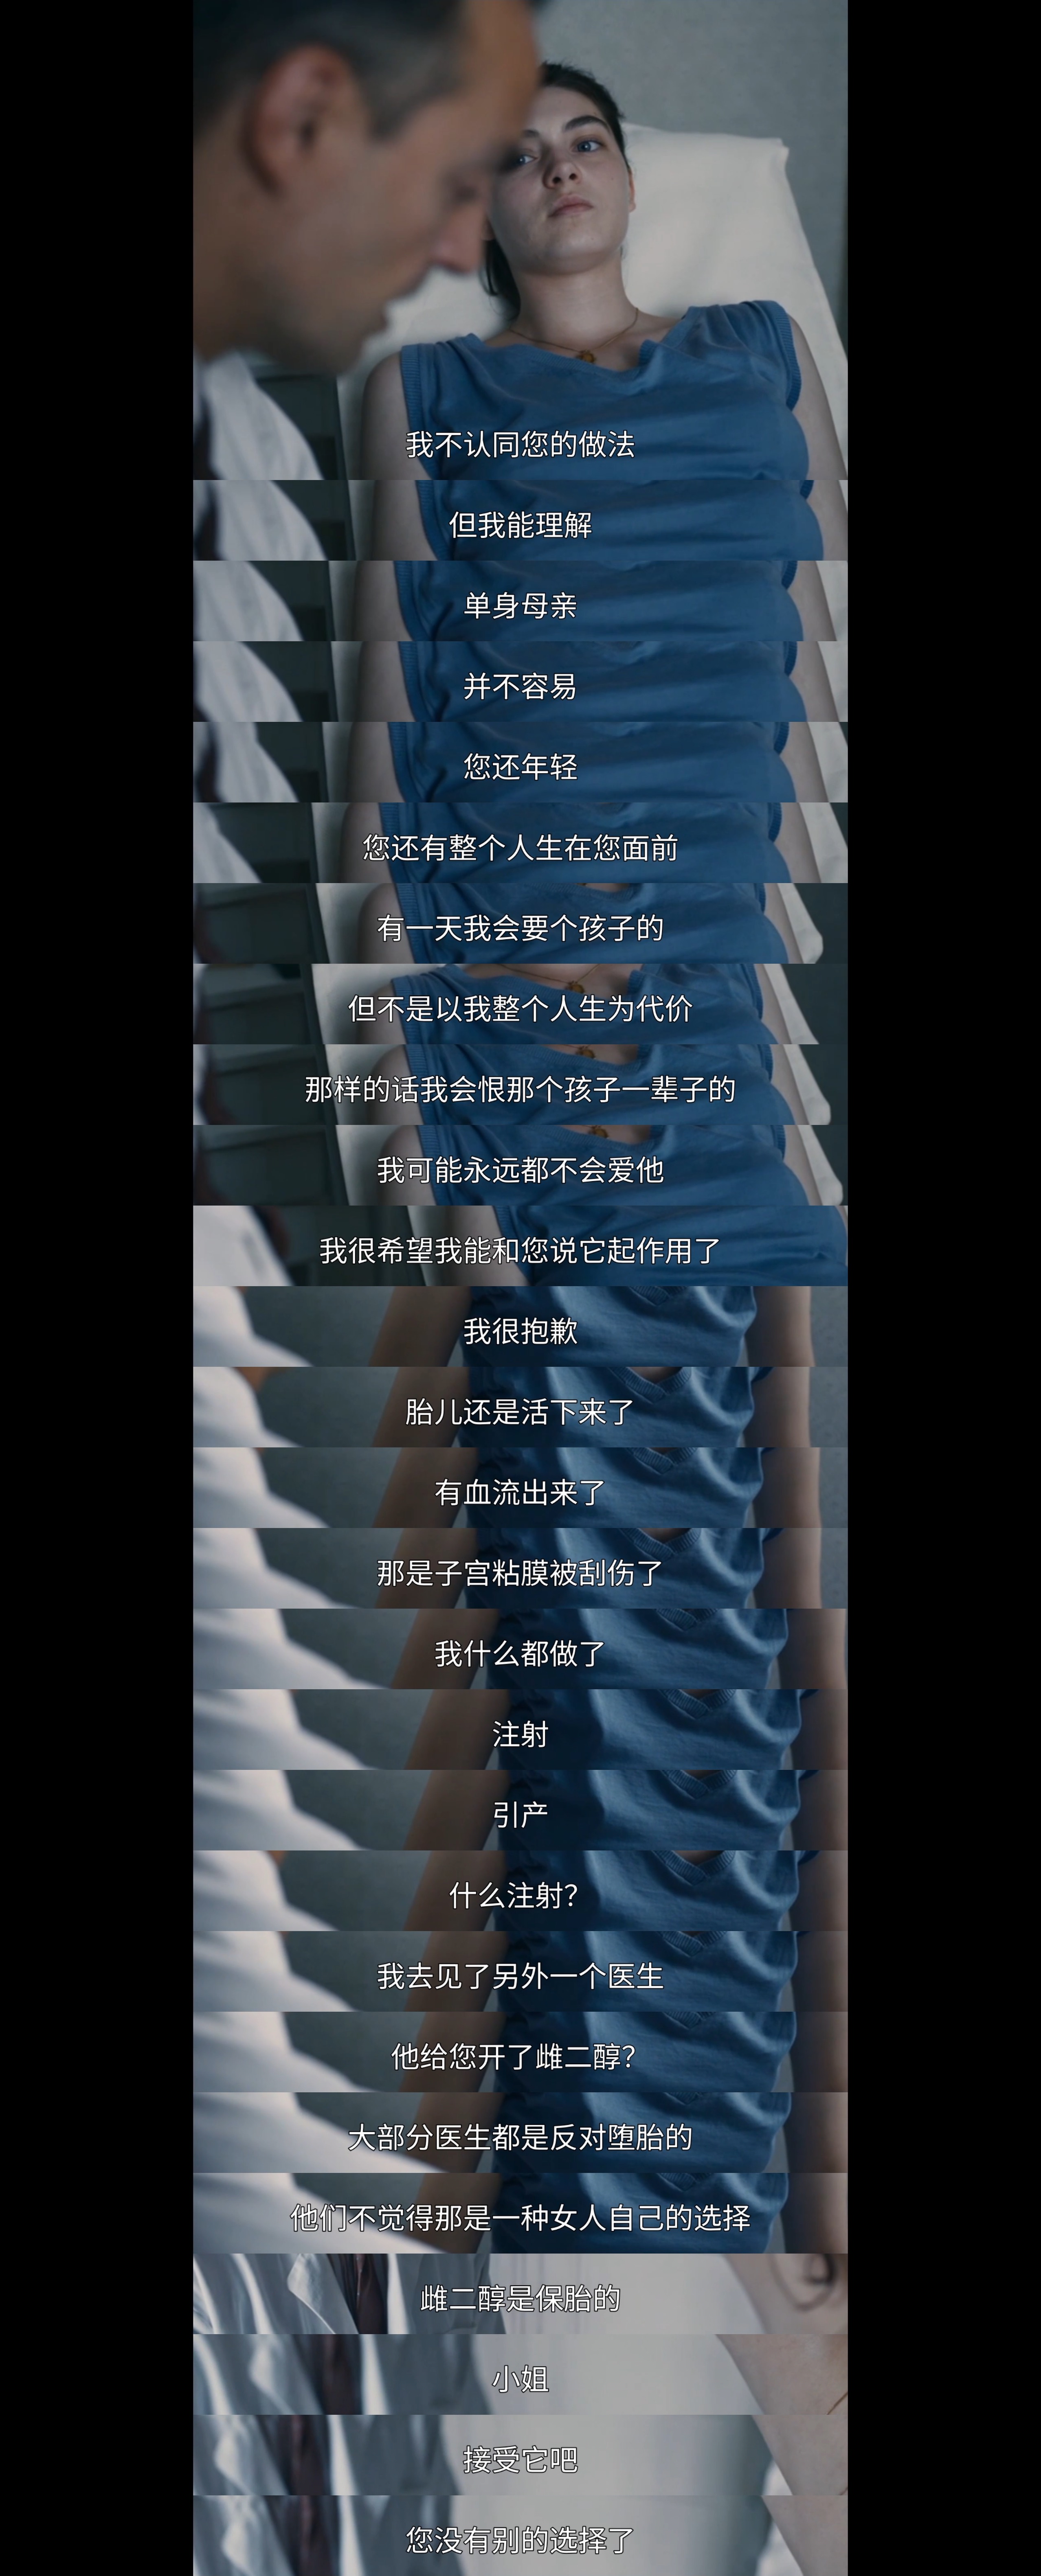 我不认同您的做法
但我能理解
单身母亲
并不容易
您还年轻
您还有整个人生在您面前
有一天我会要个孩子的
但不是以我整个人生为代价
那样的话我会恨那个孩子一辈子的
我可能永远都不会爱他
我很希望我能和您说它起作用了
我很抱歉
胎儿还是活下来了
有血流出来了
那是子宫粘膜被刮伤了
我什么都做了
注射
引产
什么注射?
我去见了另外一个医生
他给您开了雌二醇?
大部分医生都是反对堕胎的
他们不觉得那是一种女人自己的选择
雌二醇是保胎的
小姐
接受它吧
您没有别的选择了